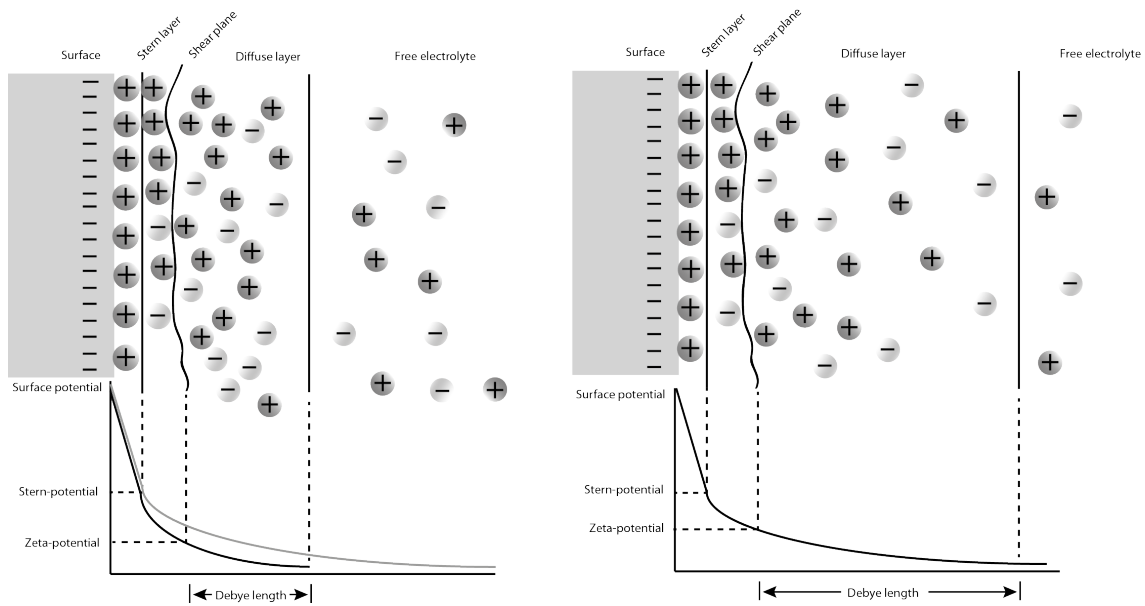 Surface
Stern layer
Shear plane
Diffuse layer
Free electrolyte
Surface potential
Stern-potential
Zeta-potential
Debye length
Surface
Stern layer
Shear plane
Diffuse layer
Free electrolyte
Surface potential
Stern-potential
Zeta-potential
Debye length